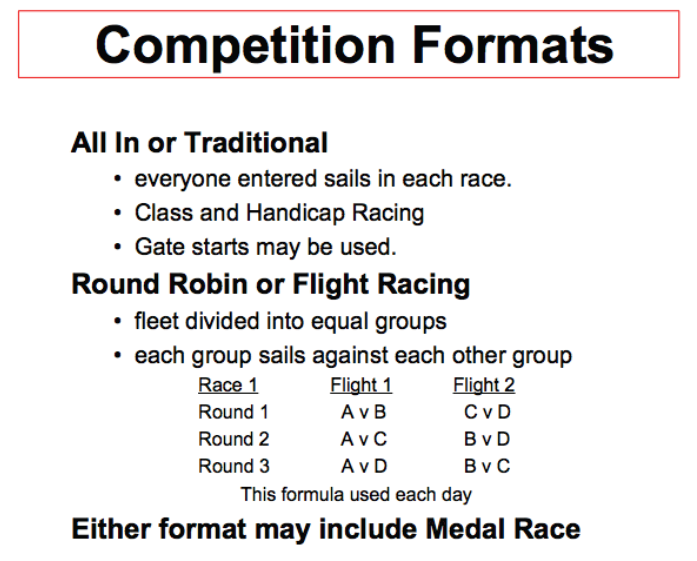 Competition Formats
All In or Traditional
• everyone entered sails in each race.
• Class and Handicap Racing
• Gate starts may be used.
Round Robin or Flight Racing
• fleet divided into equal groups
• each group sails against each other group
Race 1 Flight 1 Flight 2
Round 1 A v B C v D
Round 2 A v C B v D
Round 3 A v D B v C
This formula used each day
Either format may include Medal Race